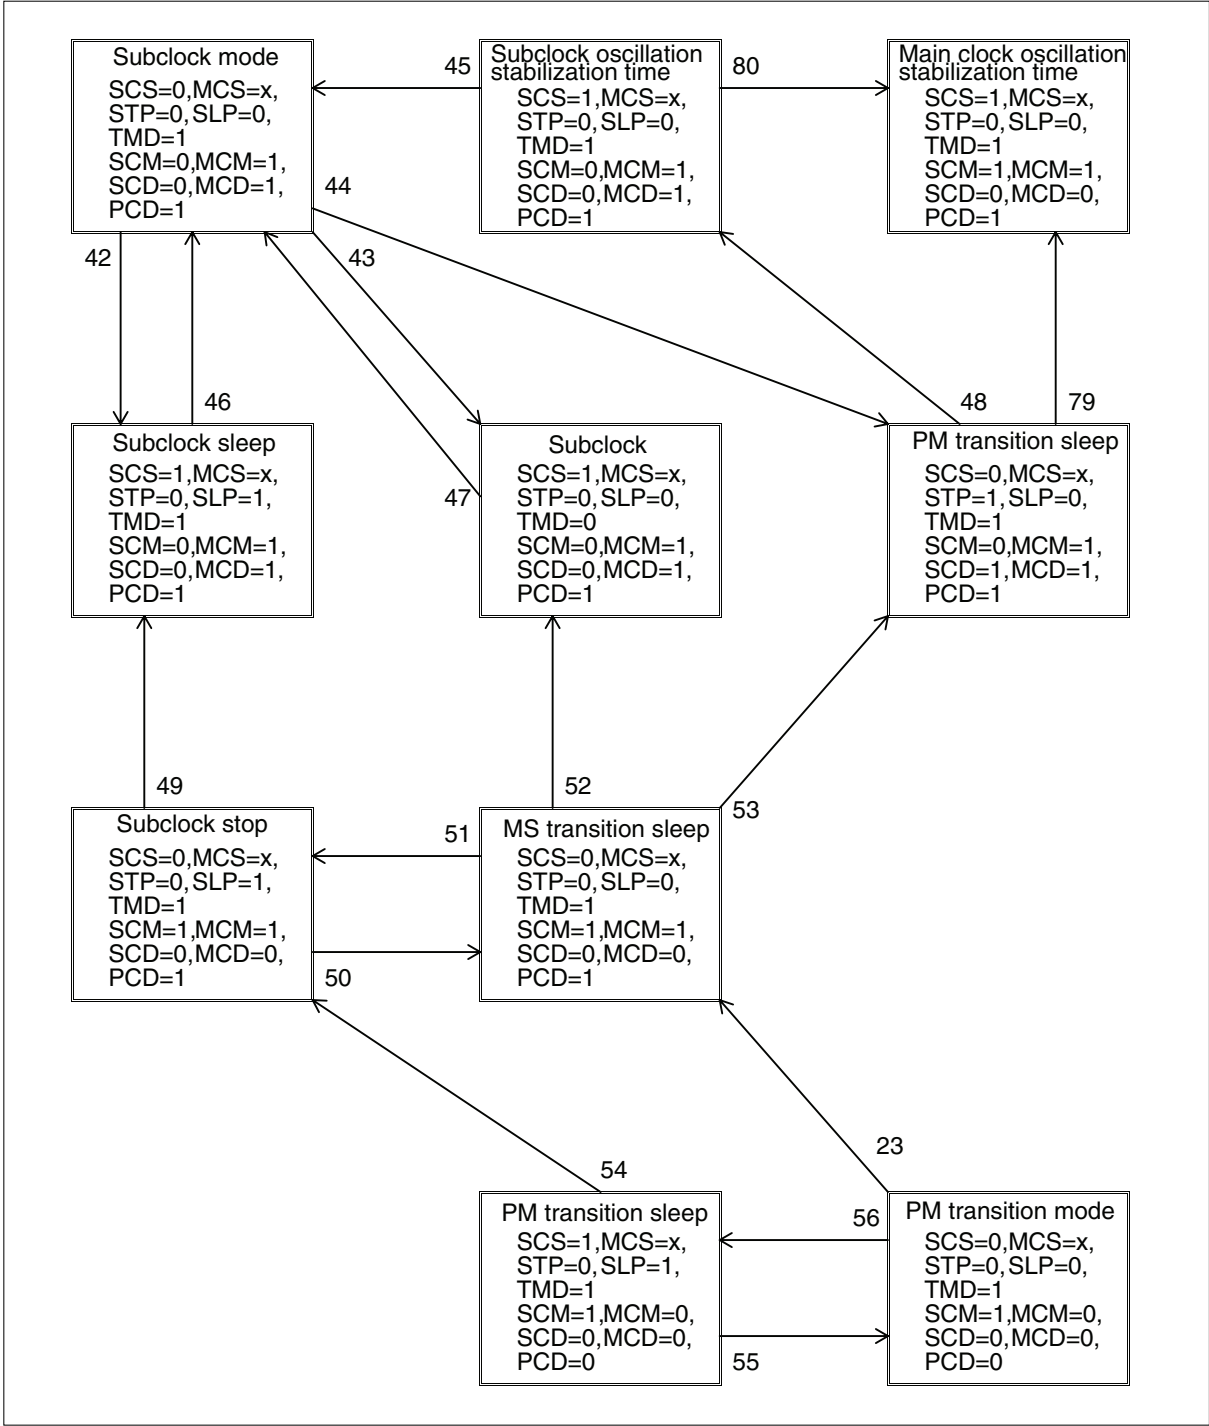 Subclock mode
SCS=0,MCS=x,
STP=0,SLP=0,
TMD=1
SCM=0,MCM=1,
SCD=0,MCD=1,
PCD=1
45
Subclock oscillation
stabilization time
SCS=1,MCS=x,
STP=0,SLP=0,
TMD=1
SCM=0,MCM=1,
SCD=0,MCD=1,
PCD=1
80
Main clock oscillation
stabilization time
SCS=1,MCS=x,
STP=0,SLP=0,
TMD=1
SCM=1,MCM=1,
SCD=0,MCD=0,
PCD=1
44
42
43
46
47
48
79
Subclock sleep
SCS=1,MCS=x,
STP=0,SLP=1,
TMD=1
SCM=0,MCM=1,
SCD=0,MCD=1,
PCD=1
Subclock
SCS=1,MCS=x,
STP=0,SLP=0,
TMD=0
SCM=0,MCM=1,
SCD=0,MCD=1,
PCD=1
PM transition sleep
SCS=0,MCS=x,
STP=1,SLP=0,
TMD=1
SCM=0,MCM=1,
SCD=1,MCD=1,
PCD=1
49
52
53
Subclock stop
SCS=0,MCS=x,
STP=0,SLP=1,
TMD=1
SCM=1,MCM=1,
SCD=0,MCD=0,
PCD=1
51
50
MS transition sleep
SCS=0,MCS=x,
STP=0,SLP=0,
TMD=1
SCM=1,MCM=1,
SCD=0,MCD=0,
PCD=1
54
23
PM transition sleep
SCS=1,MCS=x,
STP=0,SLP=1,
TMD=1
SCM=1,MCM=0,
SCD=0,MCD=0,
PCD=0
56
55
PM transition mode
SCS=0,MCS=x,
STP=0,SLP=0,
TMD=1
SCM=1,MCM=0,
SCD=0,MCD=0,
PCD=0